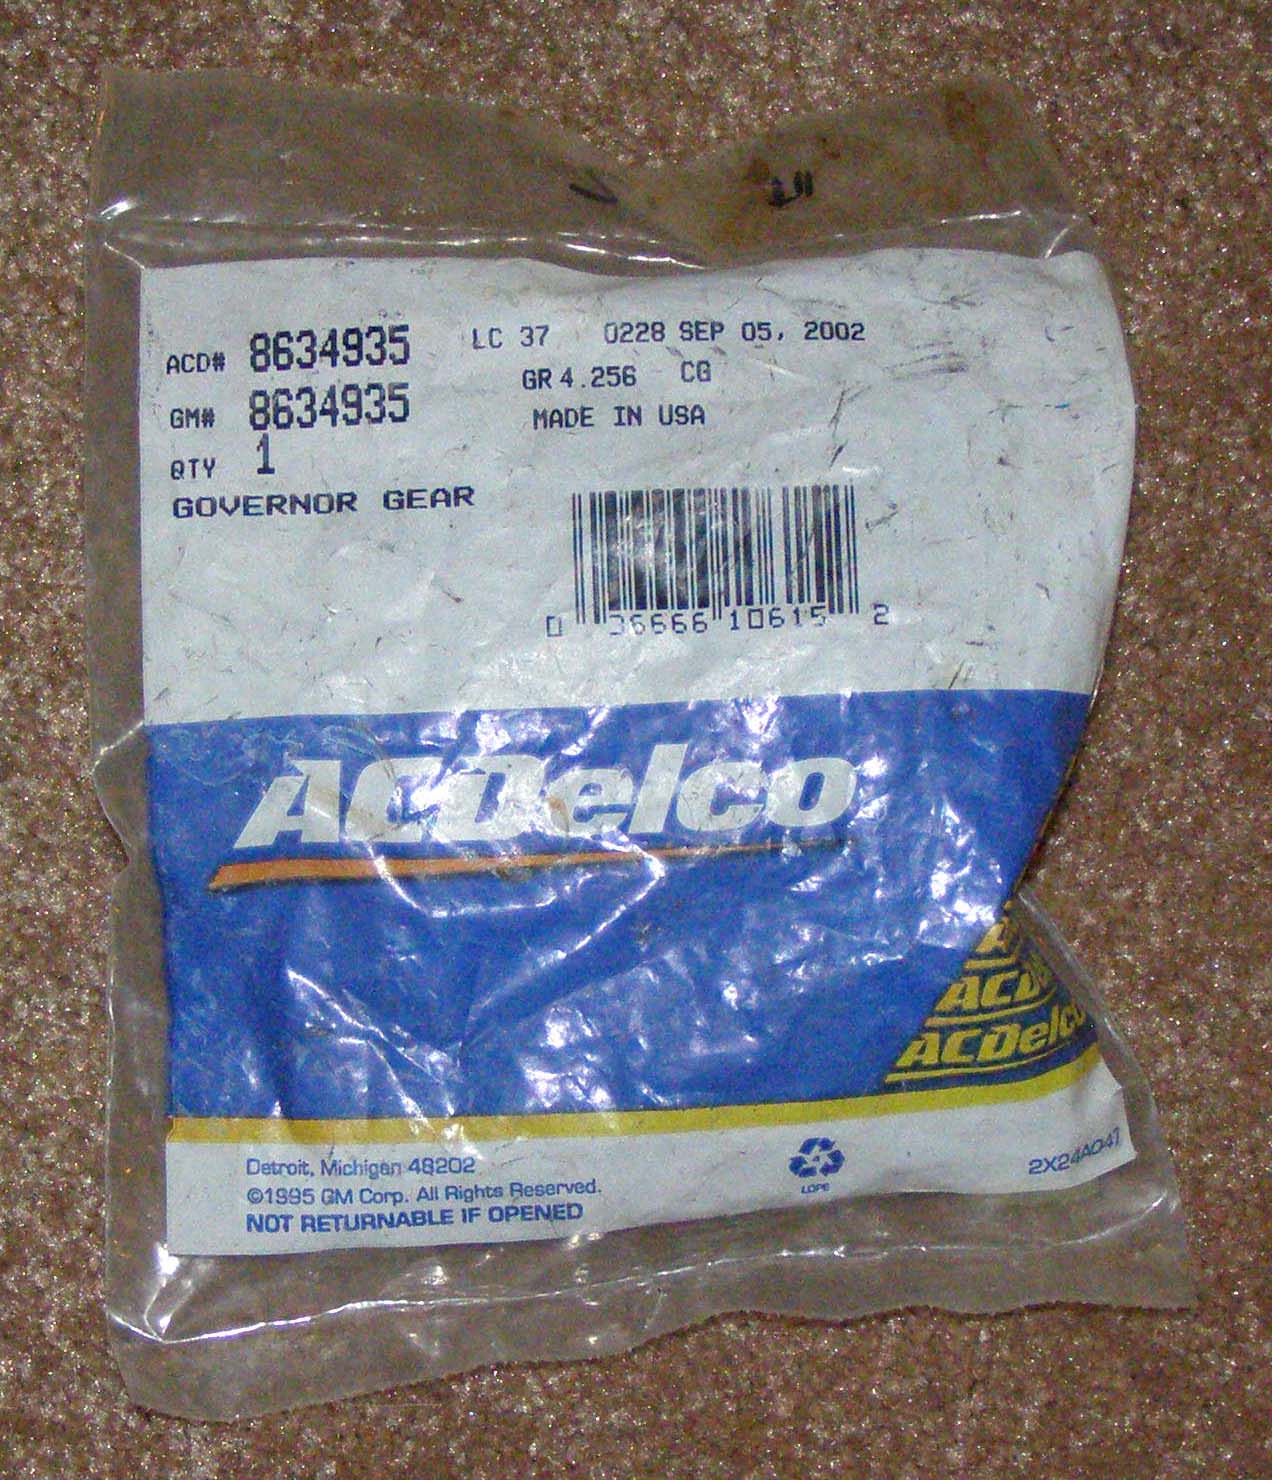 ACD# 8634935 LC 37 0228 SEP 05, 2002
GR 4.256 CG
GM# 8634935 MADE IN USA
QTY 1
GOVERNOR GEAR
0 36666 10615 2
ACDelco
ACDelco
Detroit, Michigan 48202
©1995 GM Corp. All Rights Reserved.
NOT RETURNABLE IF OPENED
LDPE
2X24A047